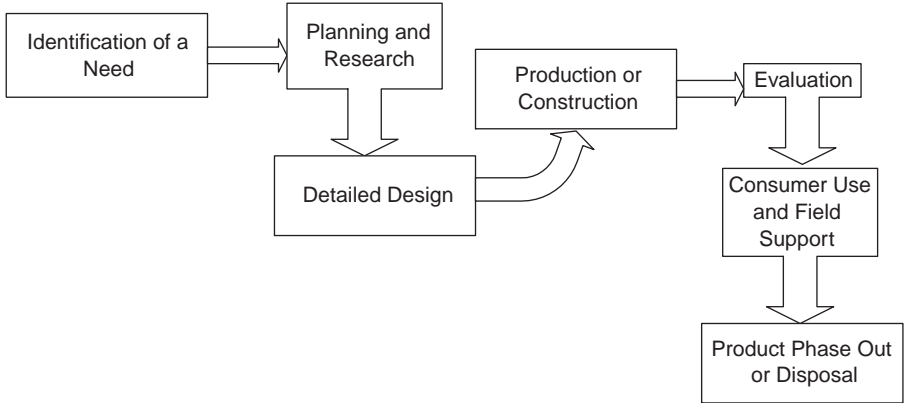 Identification of a
Need
Planning and
Research
Detailed Design
Production or
Construction
Evaluation
Consumer Use
and Field
Support
Product Phase Out
or Disposal